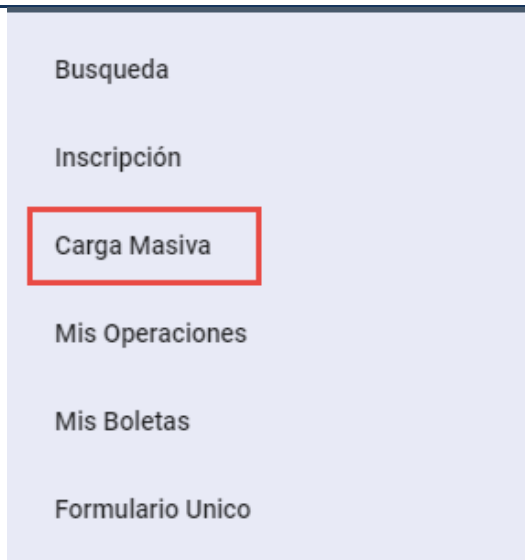 Busqueda
Inscripción
Carga Masiva
Mis Operaciones
Mis Boletas
Formulario Unico